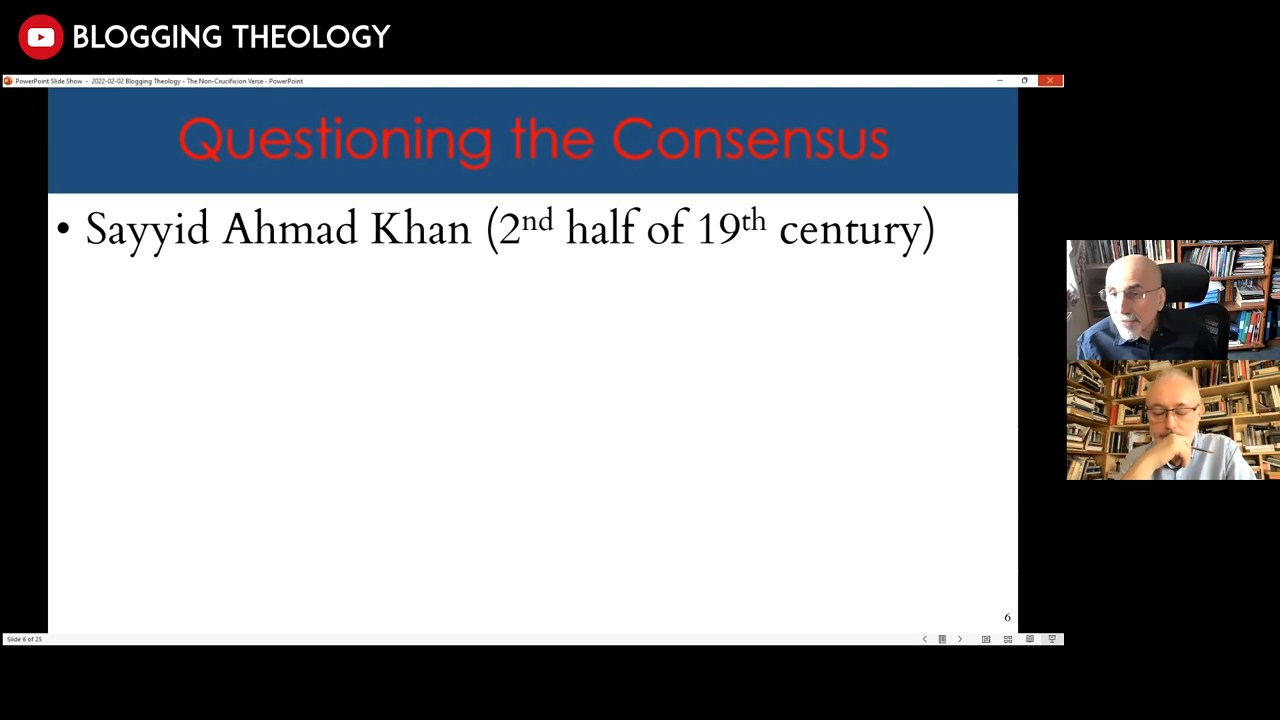 BLOGGING THEOLOGY
PowerPoint Slide Show - 2022-02-02 Blogging Theology - The Non-Crucifixion Verse - PowerPoint
Questioning the Consensus
• Sayyid Ahmad Khan (2nd half of 19th century)
6
Slide 6 of 25